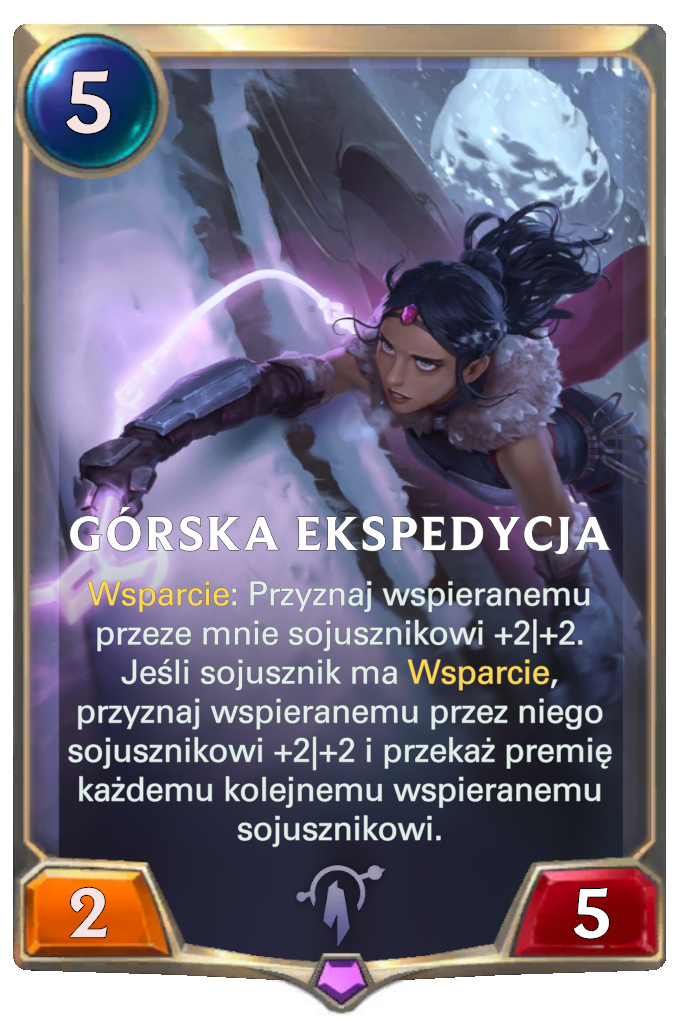 5
GÓRSKA EKSPEDYCJA
Wsparcie: Przyznaj wspieranemu
przeze mnie sojusznikowi +2|+2.
Jeśli sojusznik ma Wsparcie,
przyznaj wspieranemu przez niego
sojusznikowi +2|+2 i przekaż premię
każdemu kolejnemu wspieranemu
sojusznikowi.
2
5